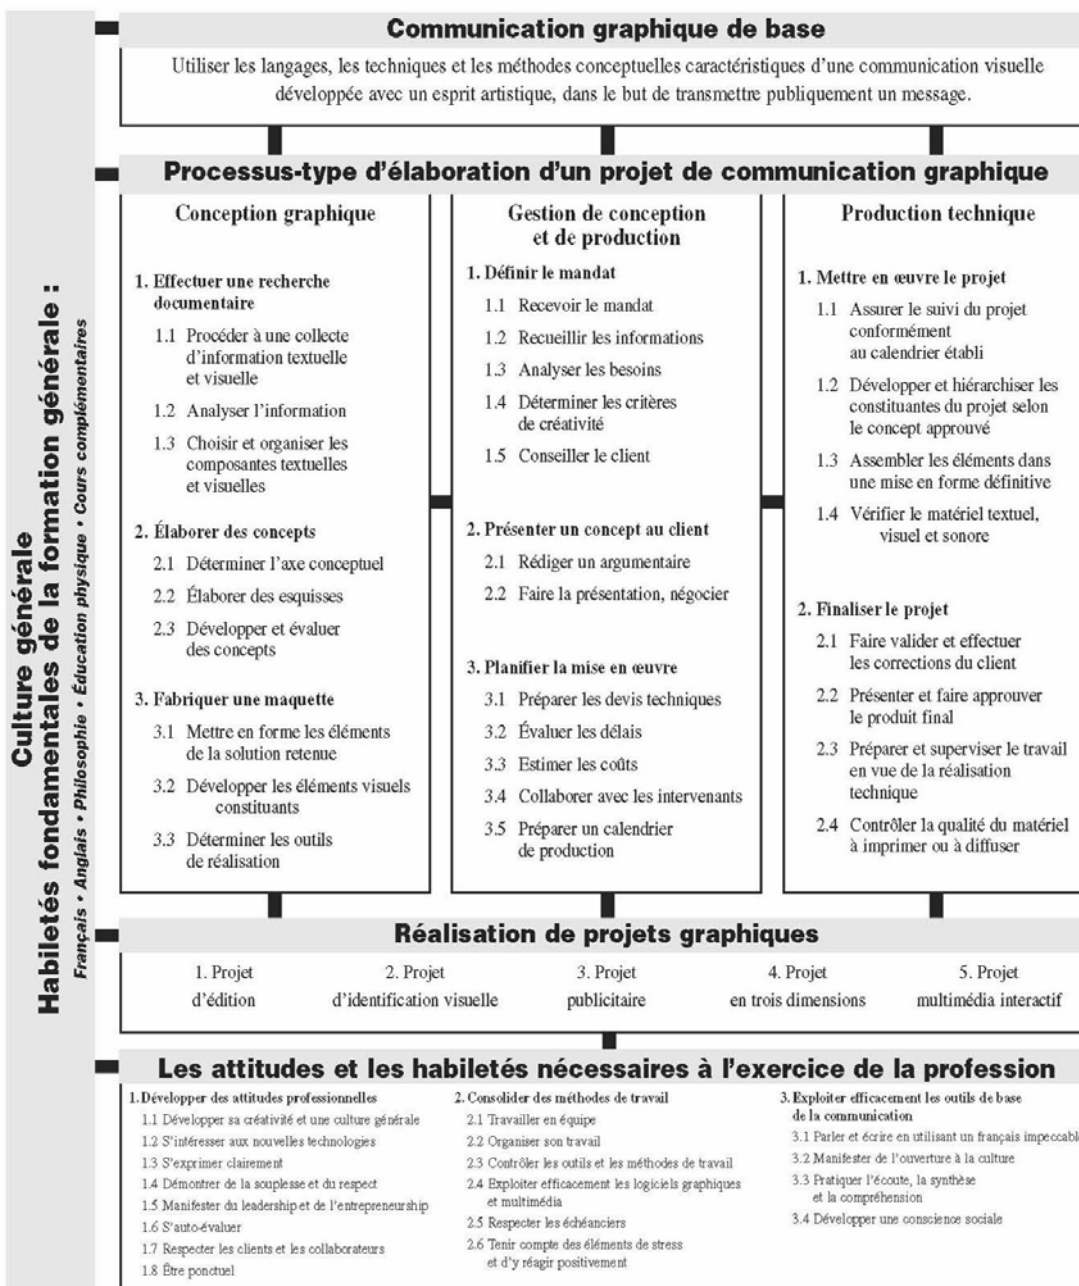 Culture générale
Habiletés fondamentales de la formation générale :
Français • Anglais • Philosophie • Éducation physique • Cours complémentaires
Communication graphique de base
Utiliser les langages, les techniques et les méthodes conceptuelles caractéristiques d'une communication visuelle
développée avec un esprit artistique, dans le but de transmettre publiquement un message.
Processus-type d'élaboration d'un projet de communication graphique
Conception graphique
1. Effectuer une recherche
documentaire
1.1 Procéder à une collecte
d'information textuelle
et visuelle
1.2 Analyser l'information
1.3 Choisir et organiser les
composantes textuelles
et visuelles
2. Élaborer des concepts
2.1 Déterminer l'axe conceptuel
2.2 Élaborer des esquisses
2.3 Développer et évaluer
des concepts
3. Fabriquer une maquette
3.1 Mettre en forme les éléments
de la solution retenue
3.2 Développer les éléments visuels
constituants
3.3 Déterminer les outils
de réalisation
Gestion de conception
et de production
1. Définir le mandat
1.1 Recevoir le mandat
1.2 Recueillir les informations
1.3 Analyser les besoins
1.4 Déterminer les critères
de créativité
1.5 Conseiller le client
2. Présenter un concept au client
2.1 Rédiger un argumentaire
2.2 Faire la présentation, négocier
3. Planifier la mise en œuvre
3.1 Préparer les devis techniques
3.2 Évaluer les délais
3.3 Estimer les coûts
3.4 Collaborer avec les intervenants
3.5 Préparer un calendrier
de production
Production technique
1. Mettre en œuvre le projet
1.1 Assurer le suivi du projet
conformément
au calendrier établi
1.2 Développer et hiérarchiser les
constituantes du projet selon
le concept approuvé
1.3 Assembler les éléments dans
une mise en forme définitive
1.4 Vérifier le matériel textuel,
visuel et sonore
2. Finaliser le projet
2.1 Faire valider et effectuer
les corrections du client
2.2 Présenter et faire approuver
le produit final
2.3 Préparer et superviser le travail
en vue de la réalisation
technique
2.4 Contrôler la qualité du matériel
à imprimer ou à diffuser
Réalisation de projets graphiques
1. Projet
d'édition
2. Projet
d'identification visuelle
3. Projet
publicitaire
4. Projet
en trois dimensions
5. Projet
multimédia interactif
Les attitudes et les habiletés nécessaires à l'exercice de la profession
1. Développer des attitudes professionnelles
1.1 Développer sa créativité et une culture générale
1.2 S'intéresser aux nouvelles technologies
1.3 S'exprimer clairement
1.4 Démontrer de la souplesse et du respect
1.5 Manifester du leadership et de l'entrepreneurship
1.6 S'auto-évaluer
1.7 Respecter les clients et les collaborateurs
1.8 Être ponctuel
2. Consolider des méthodes de travail
2.1 Travailler en équipe
2.2 Organiser son travail
2.3 Contrôler les outils et les méthodes de travail
2.4 Exploiter efficacement les logiciels graphiques
et multimédia
2.5 Respecter les échéanciers
2.6 Tenir compte des éléments de stress
et d'y réagir positivement
3. Exploiter efficacement les outils de base
de la communication
3.1 Parler et écrire en utilisant un français impeccable
3.2 Manifester de l'ouverture à la culture
3.3 Pratiquer l'écoute, la synthèse
et la compréhension
3.4 Développer une conscience sociale